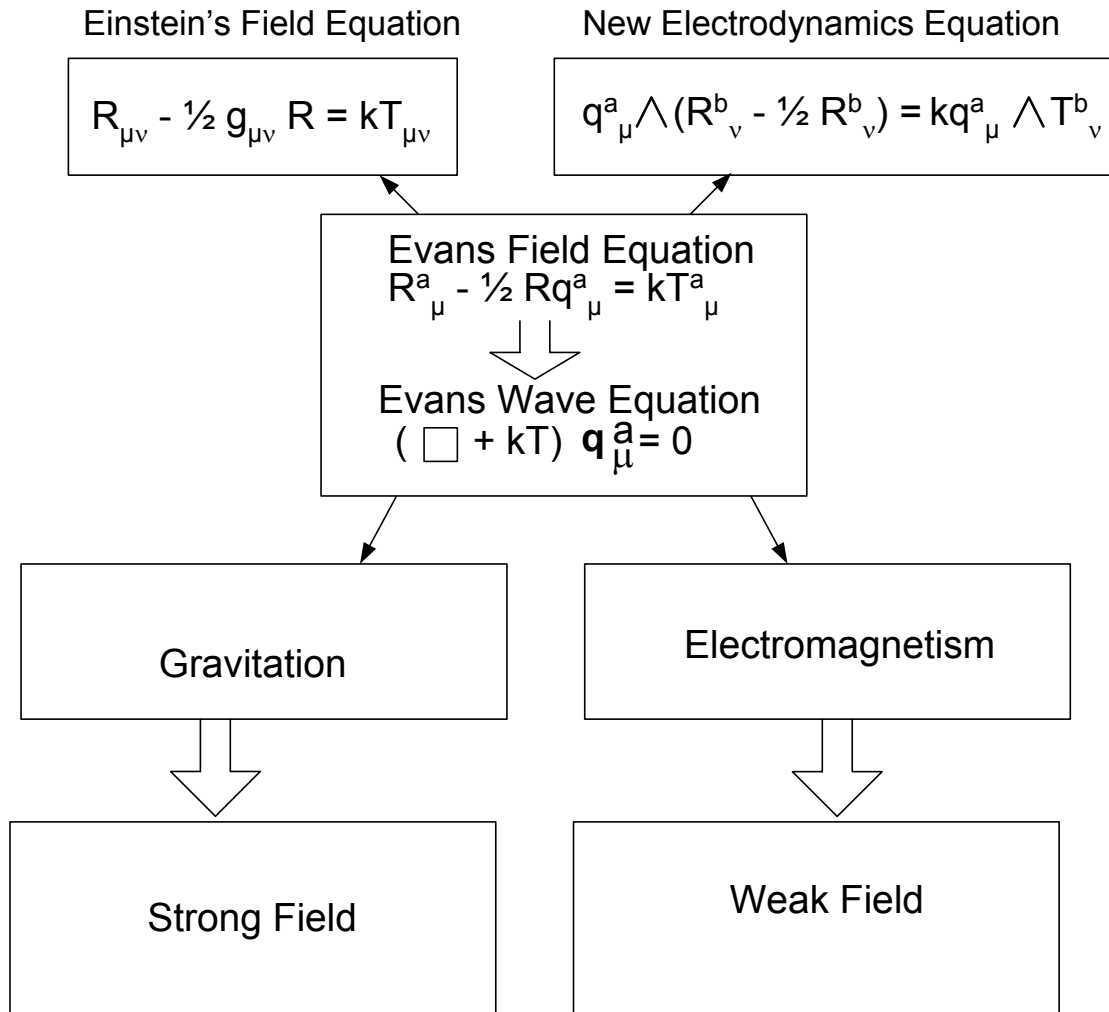 Einstein's Field Equation
New Electrodynamics Equation
R_μν - ½ g_μν R = kT_μν
q^a_μ ∧ (R^b_ν - ½ R^b_ν) = kq^a_μ ∧ T^b_ν
Evans Field Equation
R^a_μ - ½ Rq^a_μ = kT^a_μ
Evans Wave Equation
( □ + kT) q^a_μ = 0
Gravitation
Electromagnetism
Strong Field
Weak Field